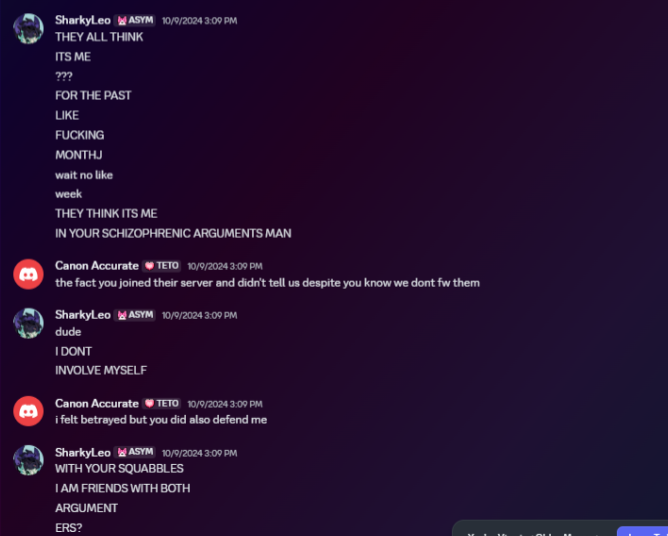 SharkyLeo ASYM 10/9/2024 3:09 PM
THEY ALL THINK
ITS ME
???
FOR THE PAST
LIKE
FUCKING
MONTHJ
wait no like
week
THEY THINK ITS ME
IN YOUR SCHIZOPHRENIC ARGUMENTS MAN
Canon Accurate TETO 10/9/2024 3:09 PM
the fact you joined their server and didn't tell us despite you know we dont fw them
SharkyLeo ASYM 10/9/2024 3:09 PM
dude
I DONT
INVOLVE MYSELF
Canon Accurate TETO 10/9/2024 3:09 PM
i felt betrayed but you did also defend me
SharkyLeo ASYM 10/9/2024 3:09 PM
WITH YOUR SQUABBLES
I AM FRIENDS WITH BOTH
ARGUMENT
ERS?